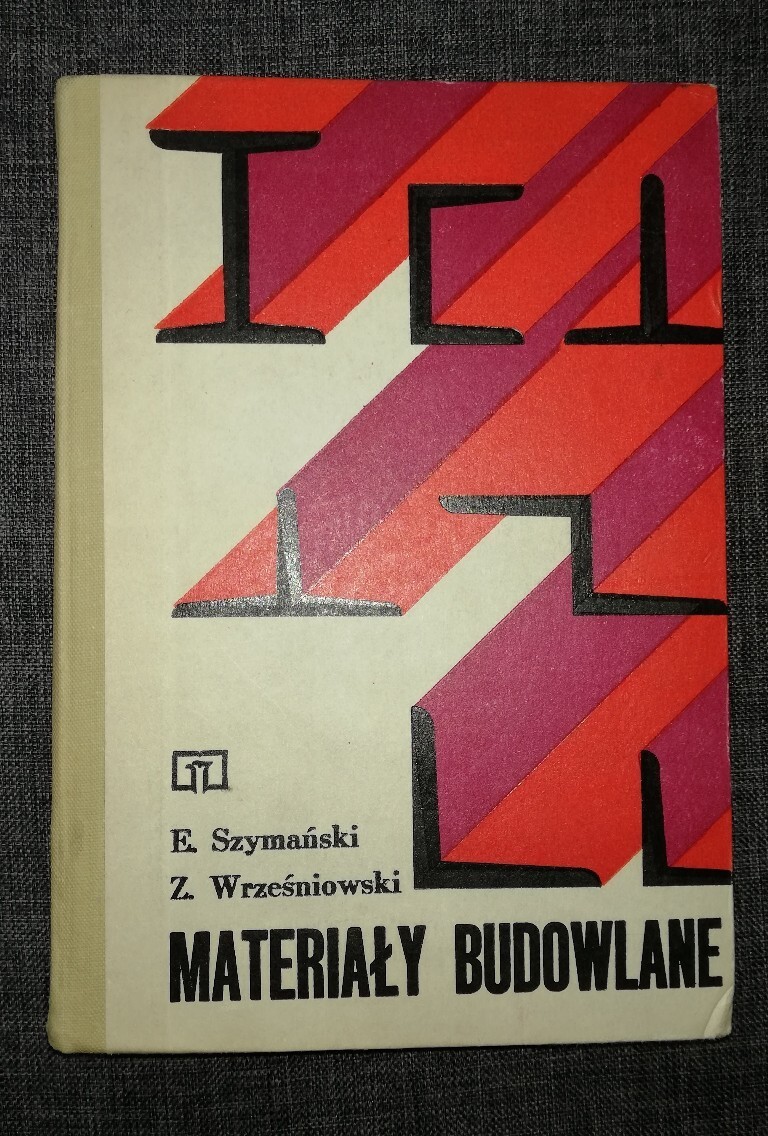 E. Szymański
Z. Wrześniowski
MATERIAŁY BUDOWLANE